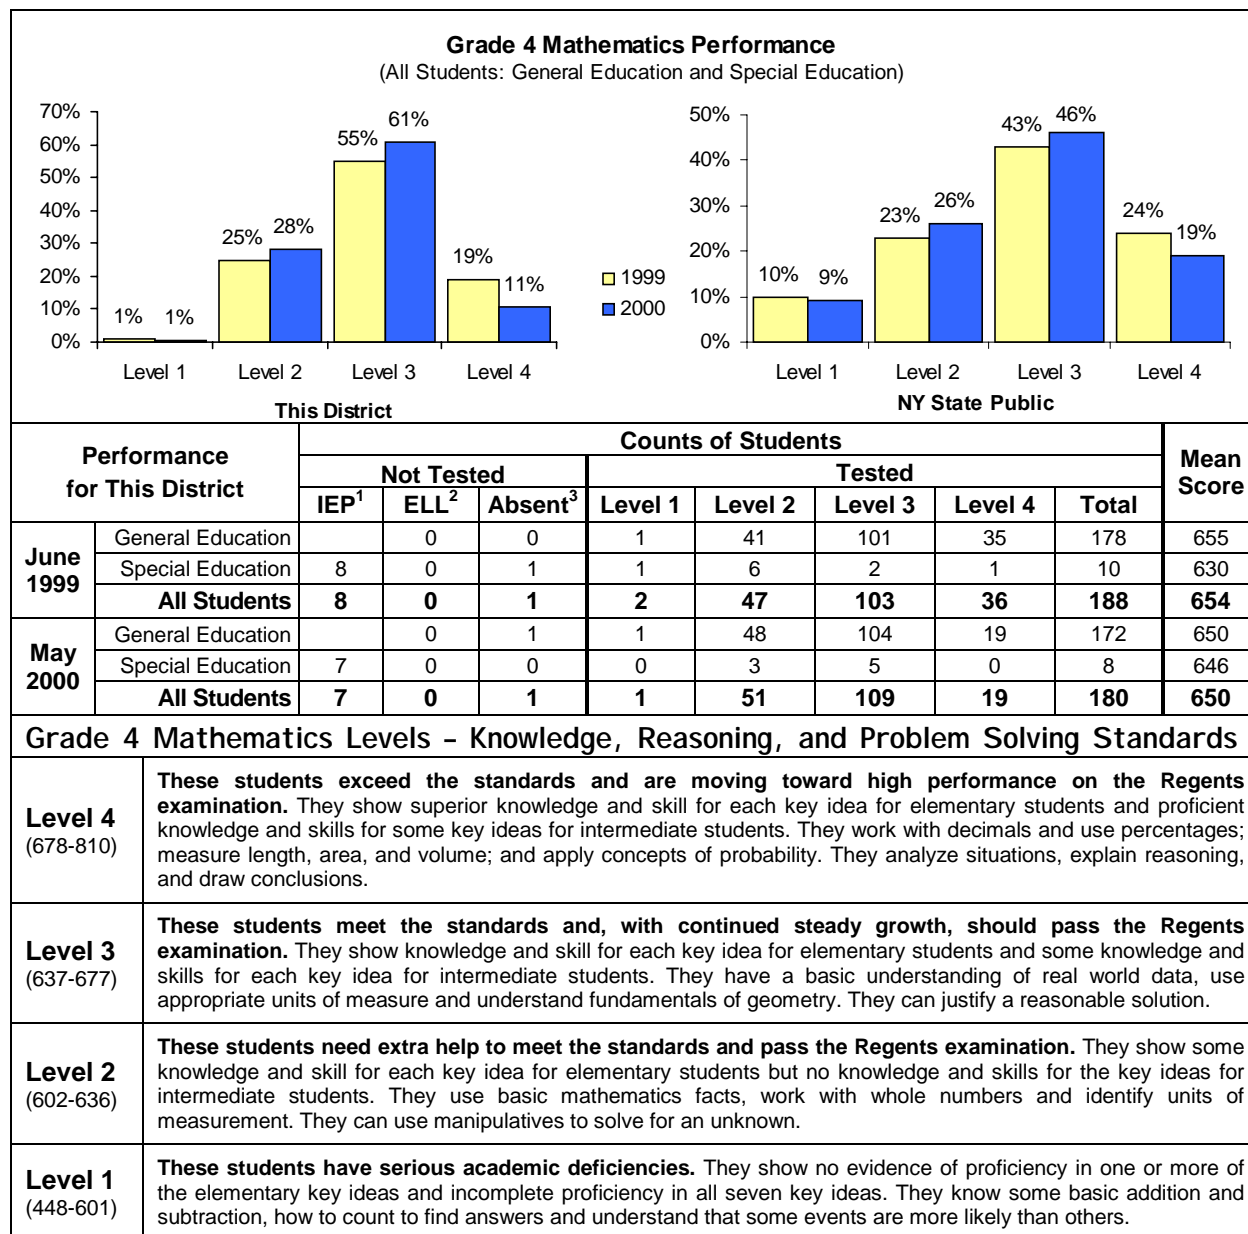 Grade 4 Mathematics Performance
(All Students: General Education and Special Education)
70%
60%
50%
40%
30%
20%
10%
0%
1% 1%
25% 28%
55% 61%
19% 11%
Level 1 Level 2 Level 3 Level 4
This District
1999
2000
50%
40%
30%
20%
10%
0%
10% 9%
23% 26%
43% 46%
24% 19%
Level 1 Level 2 Level 3 Level 4
NY State Public
Performance for This District
Counts of Students
Mean Score
Not Tested Tested
IEP1 ELL2 Absent3 Level 1 Level 2 Level 3 Level 4 Total
June 1999
General Education 0 0 1 41 101 35 178 655
Special Education 8 0 1 1 6 2 1 10 630
All Students 8 0 1 2 47 103 36 188 654
May 2000
General Education 0 1 1 48 104 19 172 650
Special Education 7 0 0 0 3 5 0 8 646
All Students 7 0 1 1 51 109 19 180 650
Grade 4 Mathematics Levels – Knowledge, Reasoning, and Problem Solving Standards
Level 4
(678-810)
These students exceed the standards and are moving toward high performance on the Regents
examination. They show superior knowledge and skill for each key idea for elementary students and proficient
knowledge and skills for some key ideas for intermediate students. They work with decimals and use percentages;
measure length, area, and volume; and apply concepts of probability. They analyze situations, explain reasoning,
and draw conclusions.
Level 3
(637-677)
These students meet the standards and, with continued steady growth, should pass the Regents
examination. They show knowledge and skill for each key idea for elementary students and some knowledge and
skills for each key idea for intermediate students. They have a basic understanding of real world data, use
appropriate units of measure and understand fundamentals of geometry. They can justify a reasonable solution.
Level 2
(602-636)
These students need extra help to meet the standards and pass the Regents examination. They show some
knowledge and skill for each key idea for elementary students but no knowledge and skills for the key ideas for
intermediate students. They use basic mathematics facts, work with whole numbers and identify units of
measurement. They can use manipulatives to solve for an unknown.
Level 1
(448-601)
These students have serious academic deficiencies. They show no evidence of proficiency in one or more of
the elementary key ideas and incomplete proficiency in all seven key ideas. They know some basic addition and
subtraction, how to count to find answers and understand that some events are more likely than others.